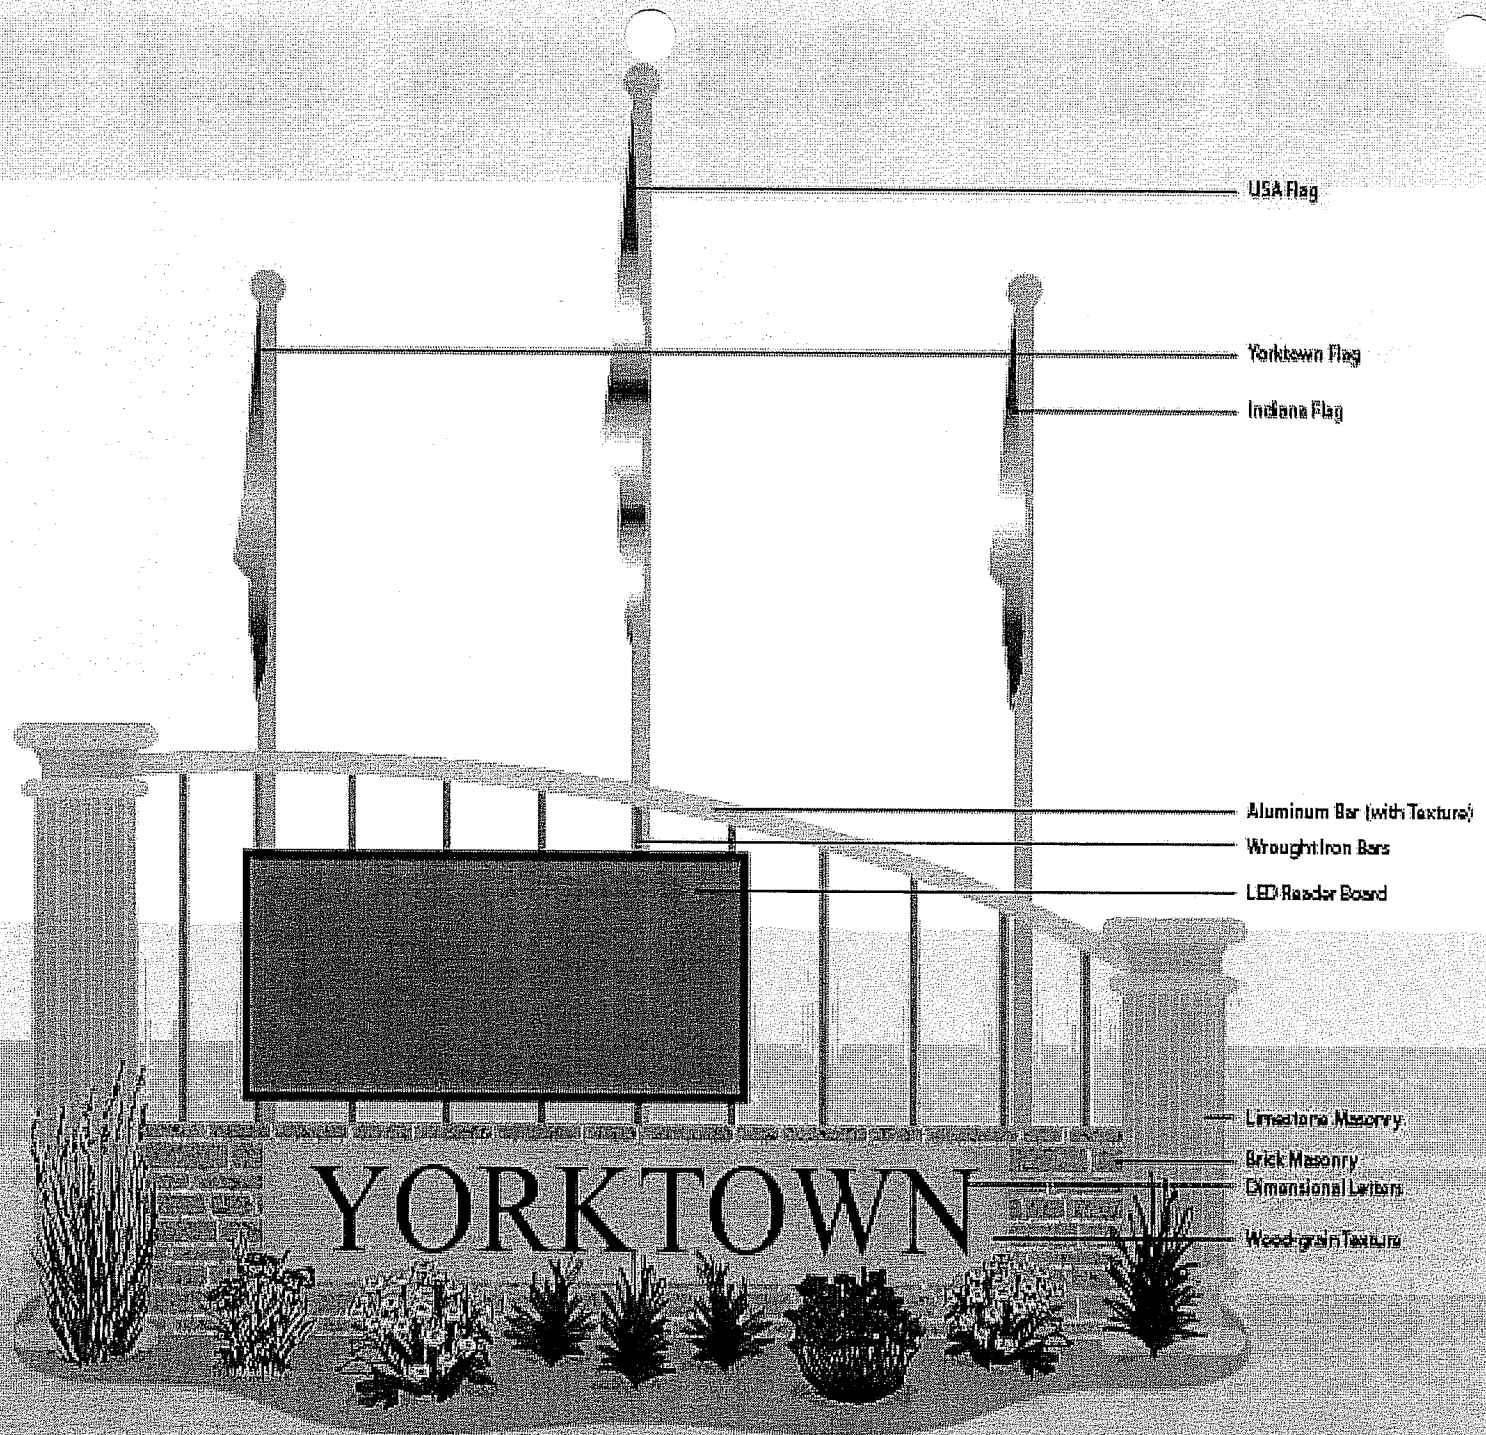 USA Flag
Yorktown Flag
Indiana Flag
Aluminum Bar (with Texture)
Wrought Iron Bars
LED Reader Board
Limestone Masonry
Brick Masonry
YORKTOWN
Dimensional Letters
Wood-grain Texture